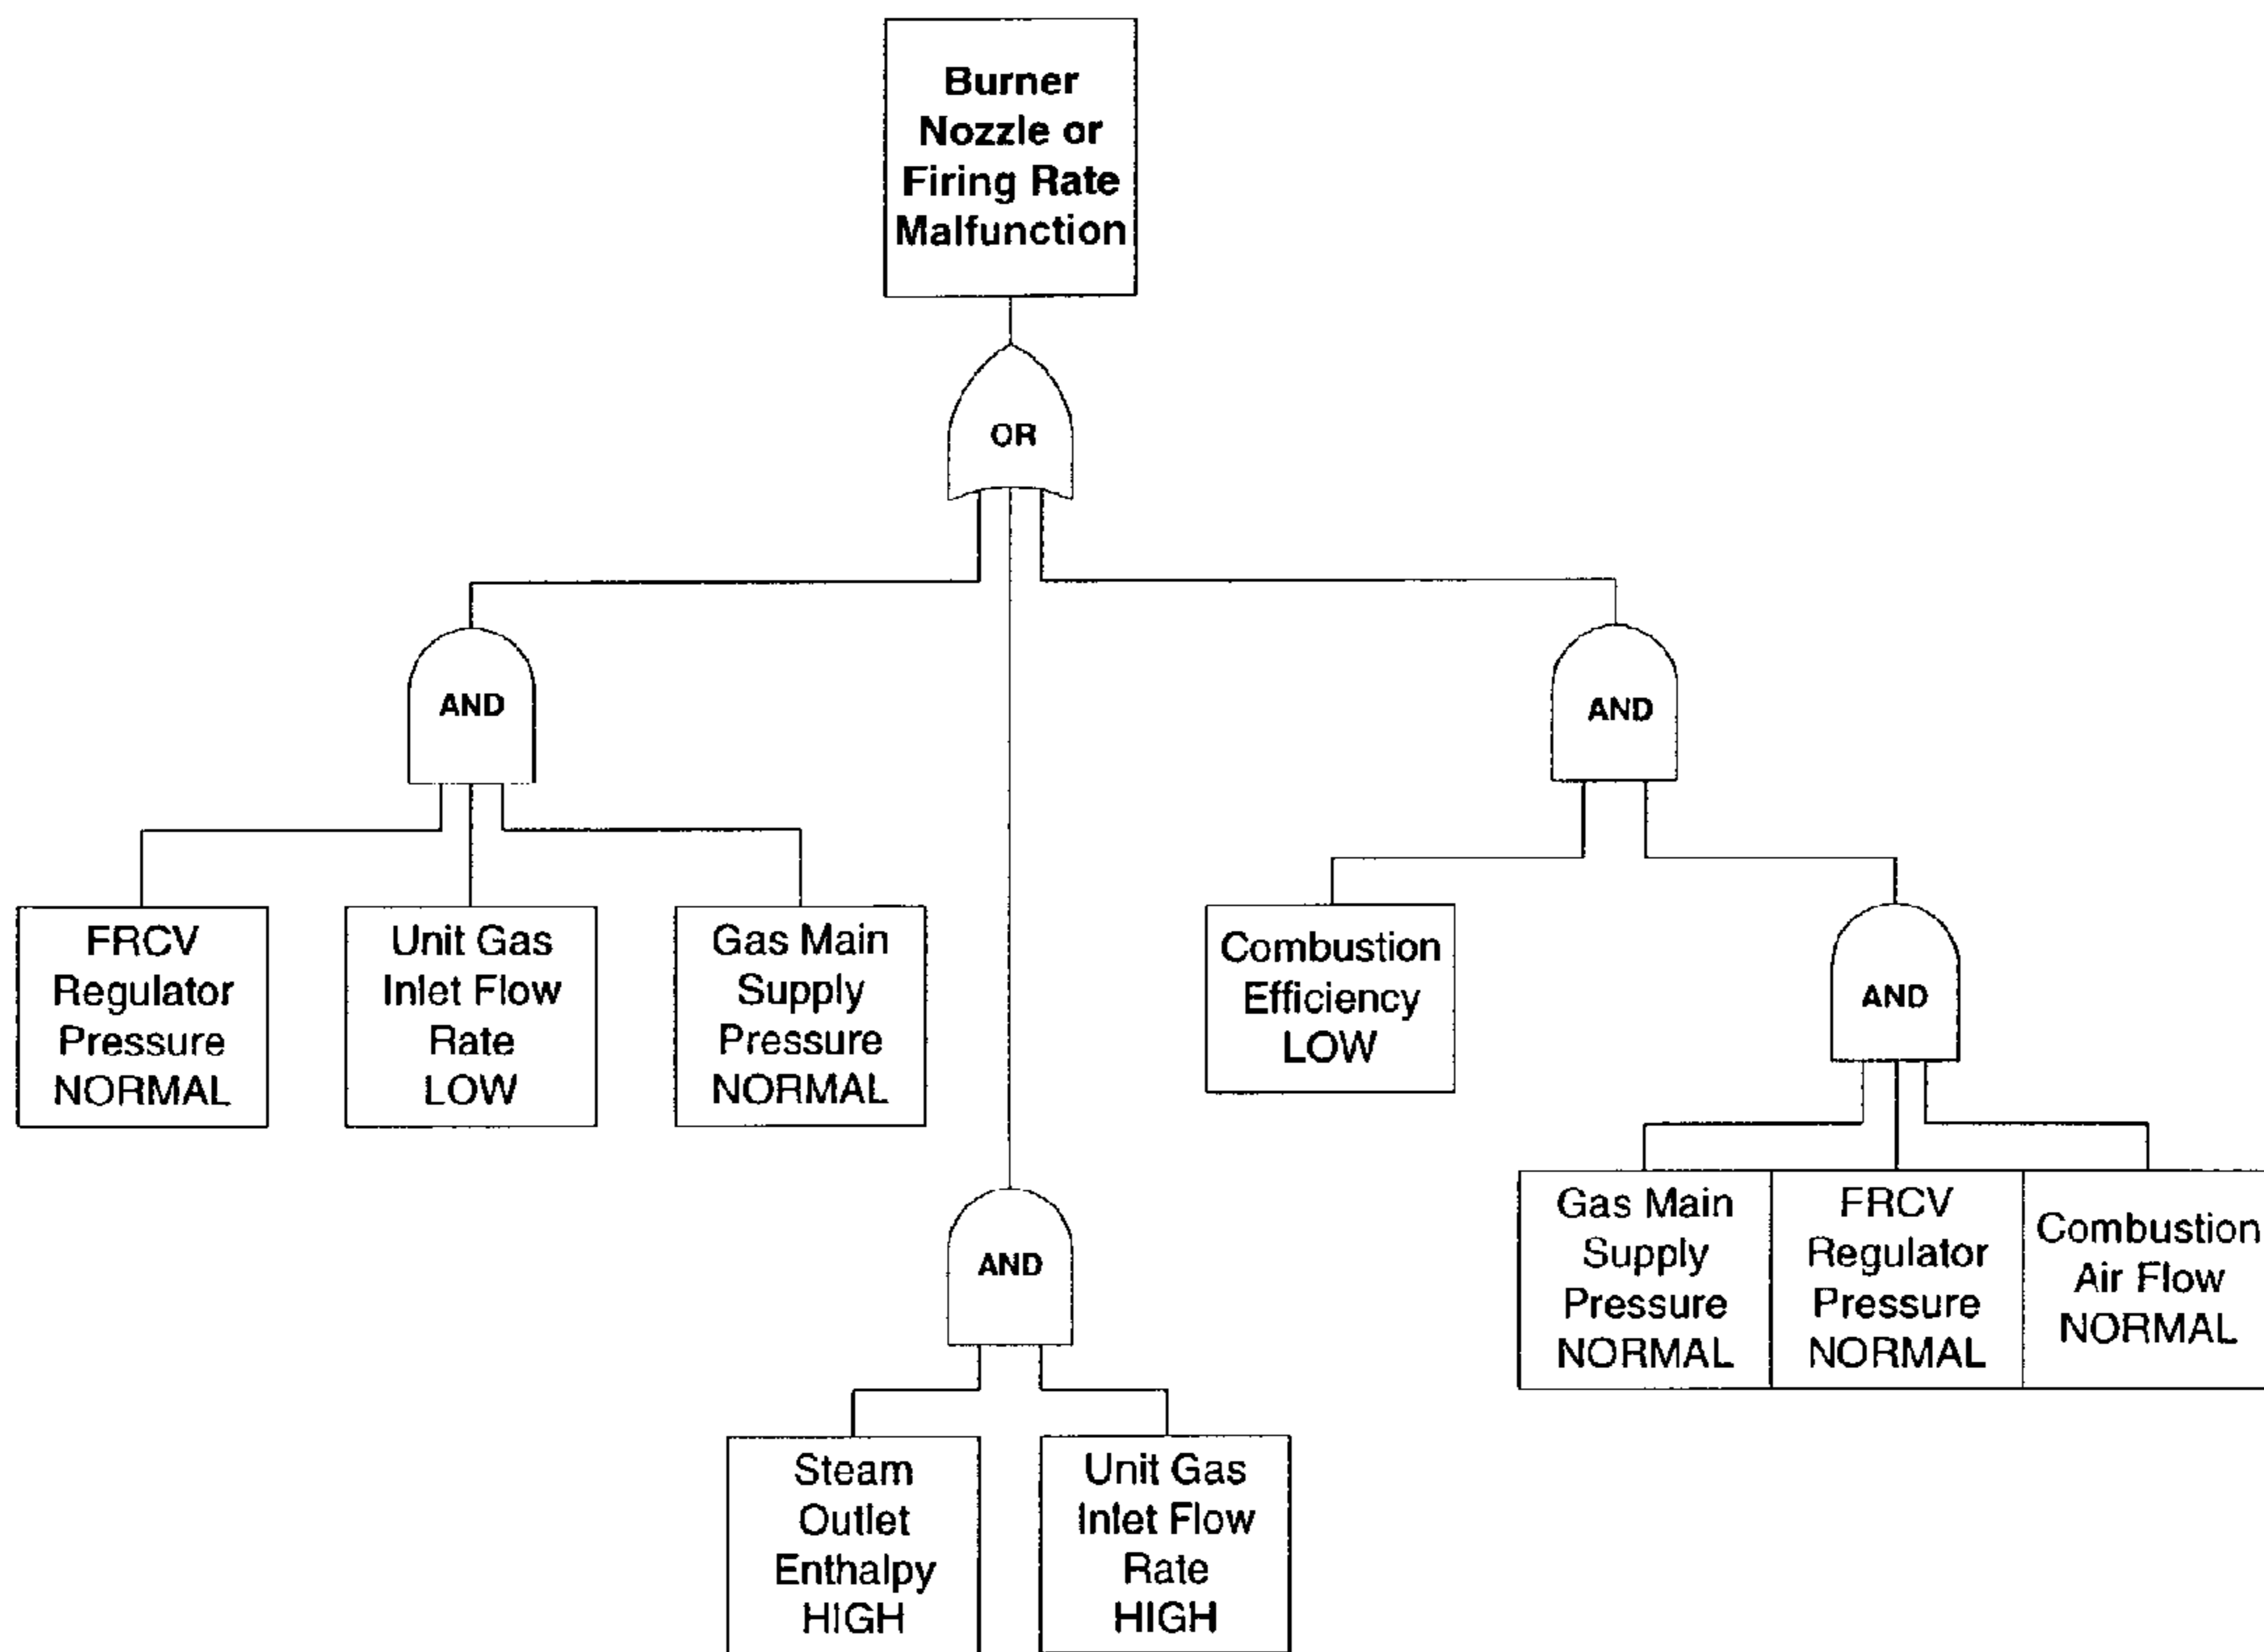 Burner
Nozzle or
Firing Rate
Malfunction
OR
AND
AND
FRCV
Regulator
Pressure
NORMAL
Unit Gas
Inlet Flow
Rate
LOW
Gas Main
Supply
Pressure
NORMAL
Combustion
Efficiency
LOW
AND
Gas Main
Supply
Pressure
NORMAL
FRCV
Regulator
Pressure
NORMAL
Combustion
Air Flow
NORMAL
AND
Steam
Outlet
Enthalpy
HIGH
Unit Gas
Inlet Flow
Rate
HIGH